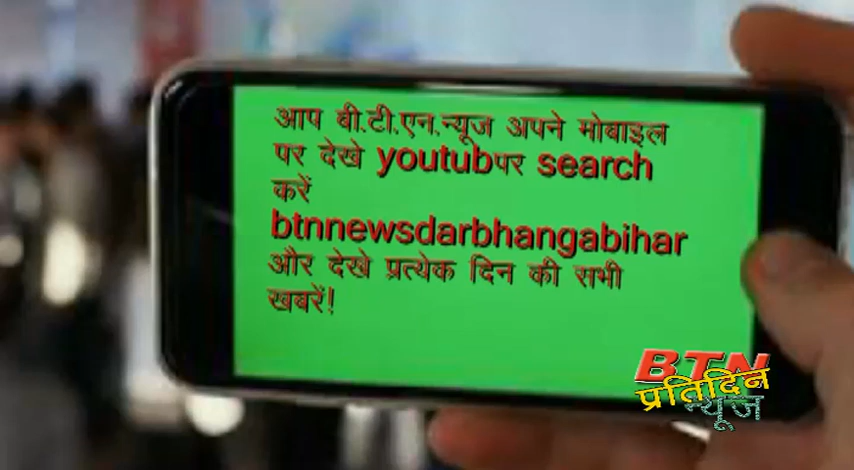 आप बी.टी.एन.न्यूज अपने मोबाइल
पर देखे youtubपर search
करें
btnnewsdarbhangabihar
और देखे प्रत्येक दिन की सभी
खबरें!
BTN
प्रतिदिन
न्यूज